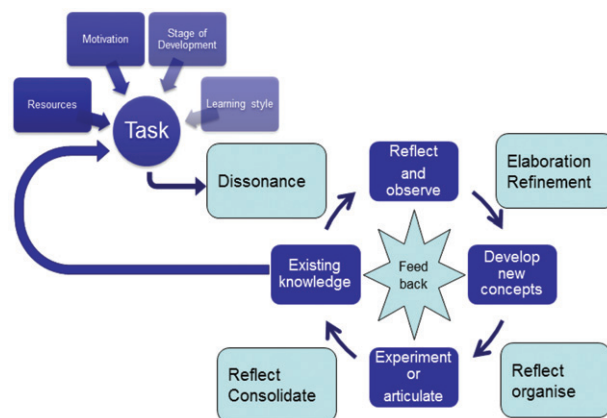 Motivation
Stage of
Development
Resources
Learning style
Task
Dissonance
Reflect
and
observe
Elaboration
Refinement
Existing
knowledge
Feed
back
Develop
new
concepts
Reflect
Consolidate
Experiment
or
articulate
Reflect
organise